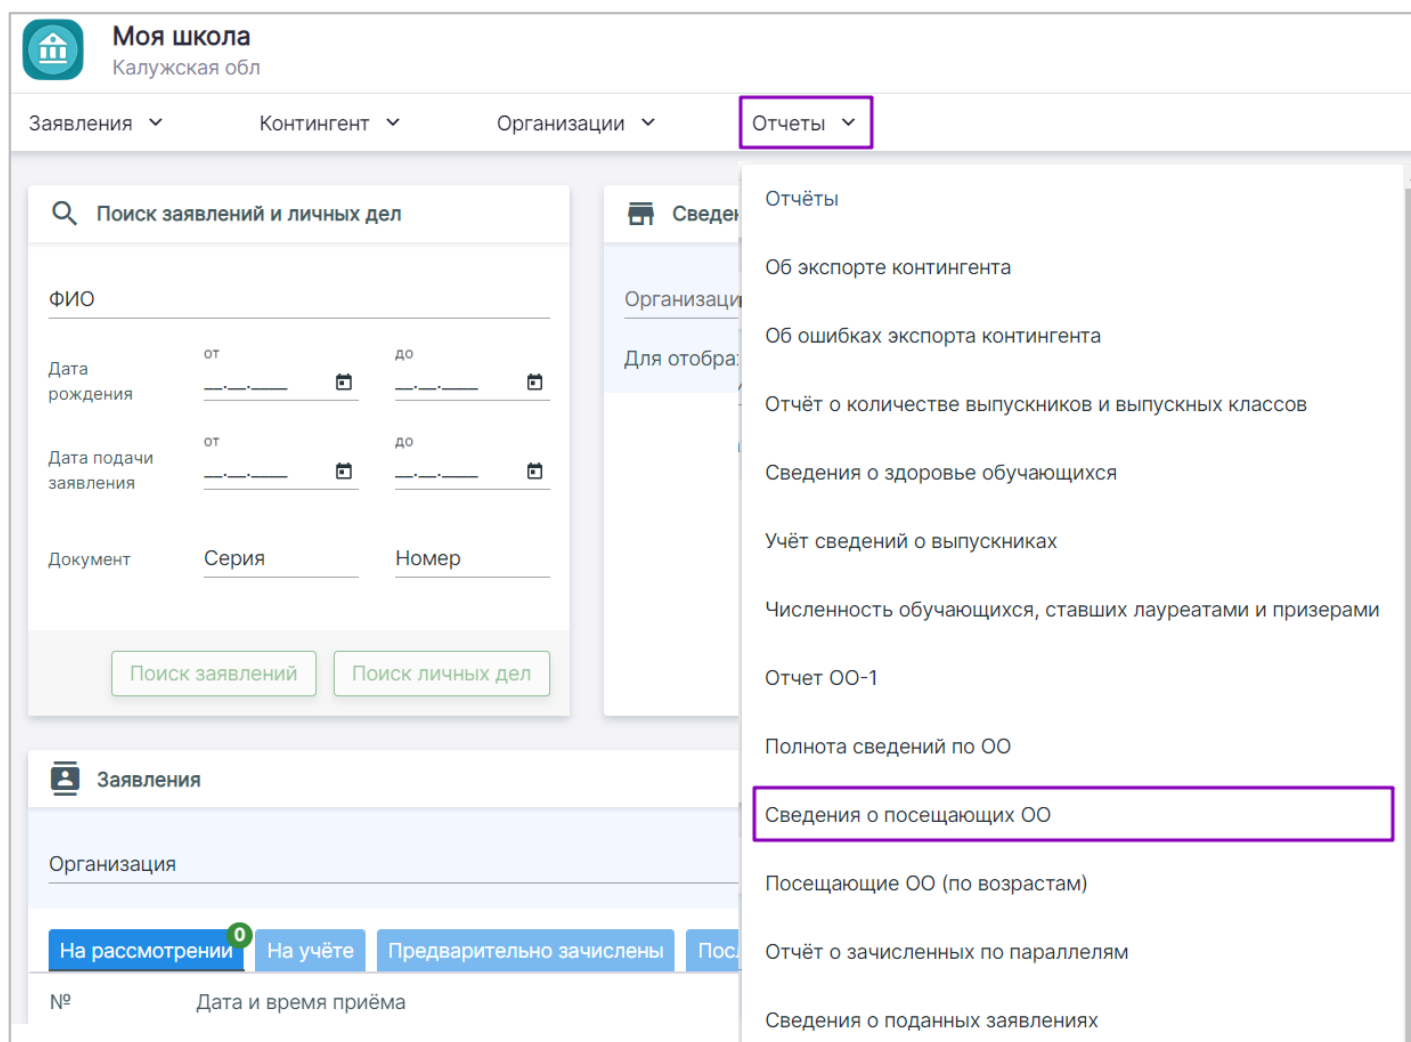 Моя школа
Калужская обл
Заявления
Контингент
Организации
Отчеты
Поиск заявлений и личных дел
ФИО
Дата рождения
от
до
Дата подачи заявления
от
до
Документ
Серия
Номер
Поиск заявлений
Поиск личных дел
Заявления
Организация
На рассмотрении
0
На учёте
Предварительно зачислены
№
Дата и время приёма
Отчёты
Об экспорте контингента
Об ошибках экспорта контингента
Отчёт о количестве выпускников и выпускных классов
Сведения о здоровье обучающихся
Учёт сведений о выпускниках
Численность обучающихся, ставших лауреатами и призерами
Отчет ОО-1
Полнота сведений по ОО
Сведения о посещающих ОО
Посещающие ОО (по возрастам)
Отчёт о зачисленных по параллелям
Сведения о поданных заявлениях
Для